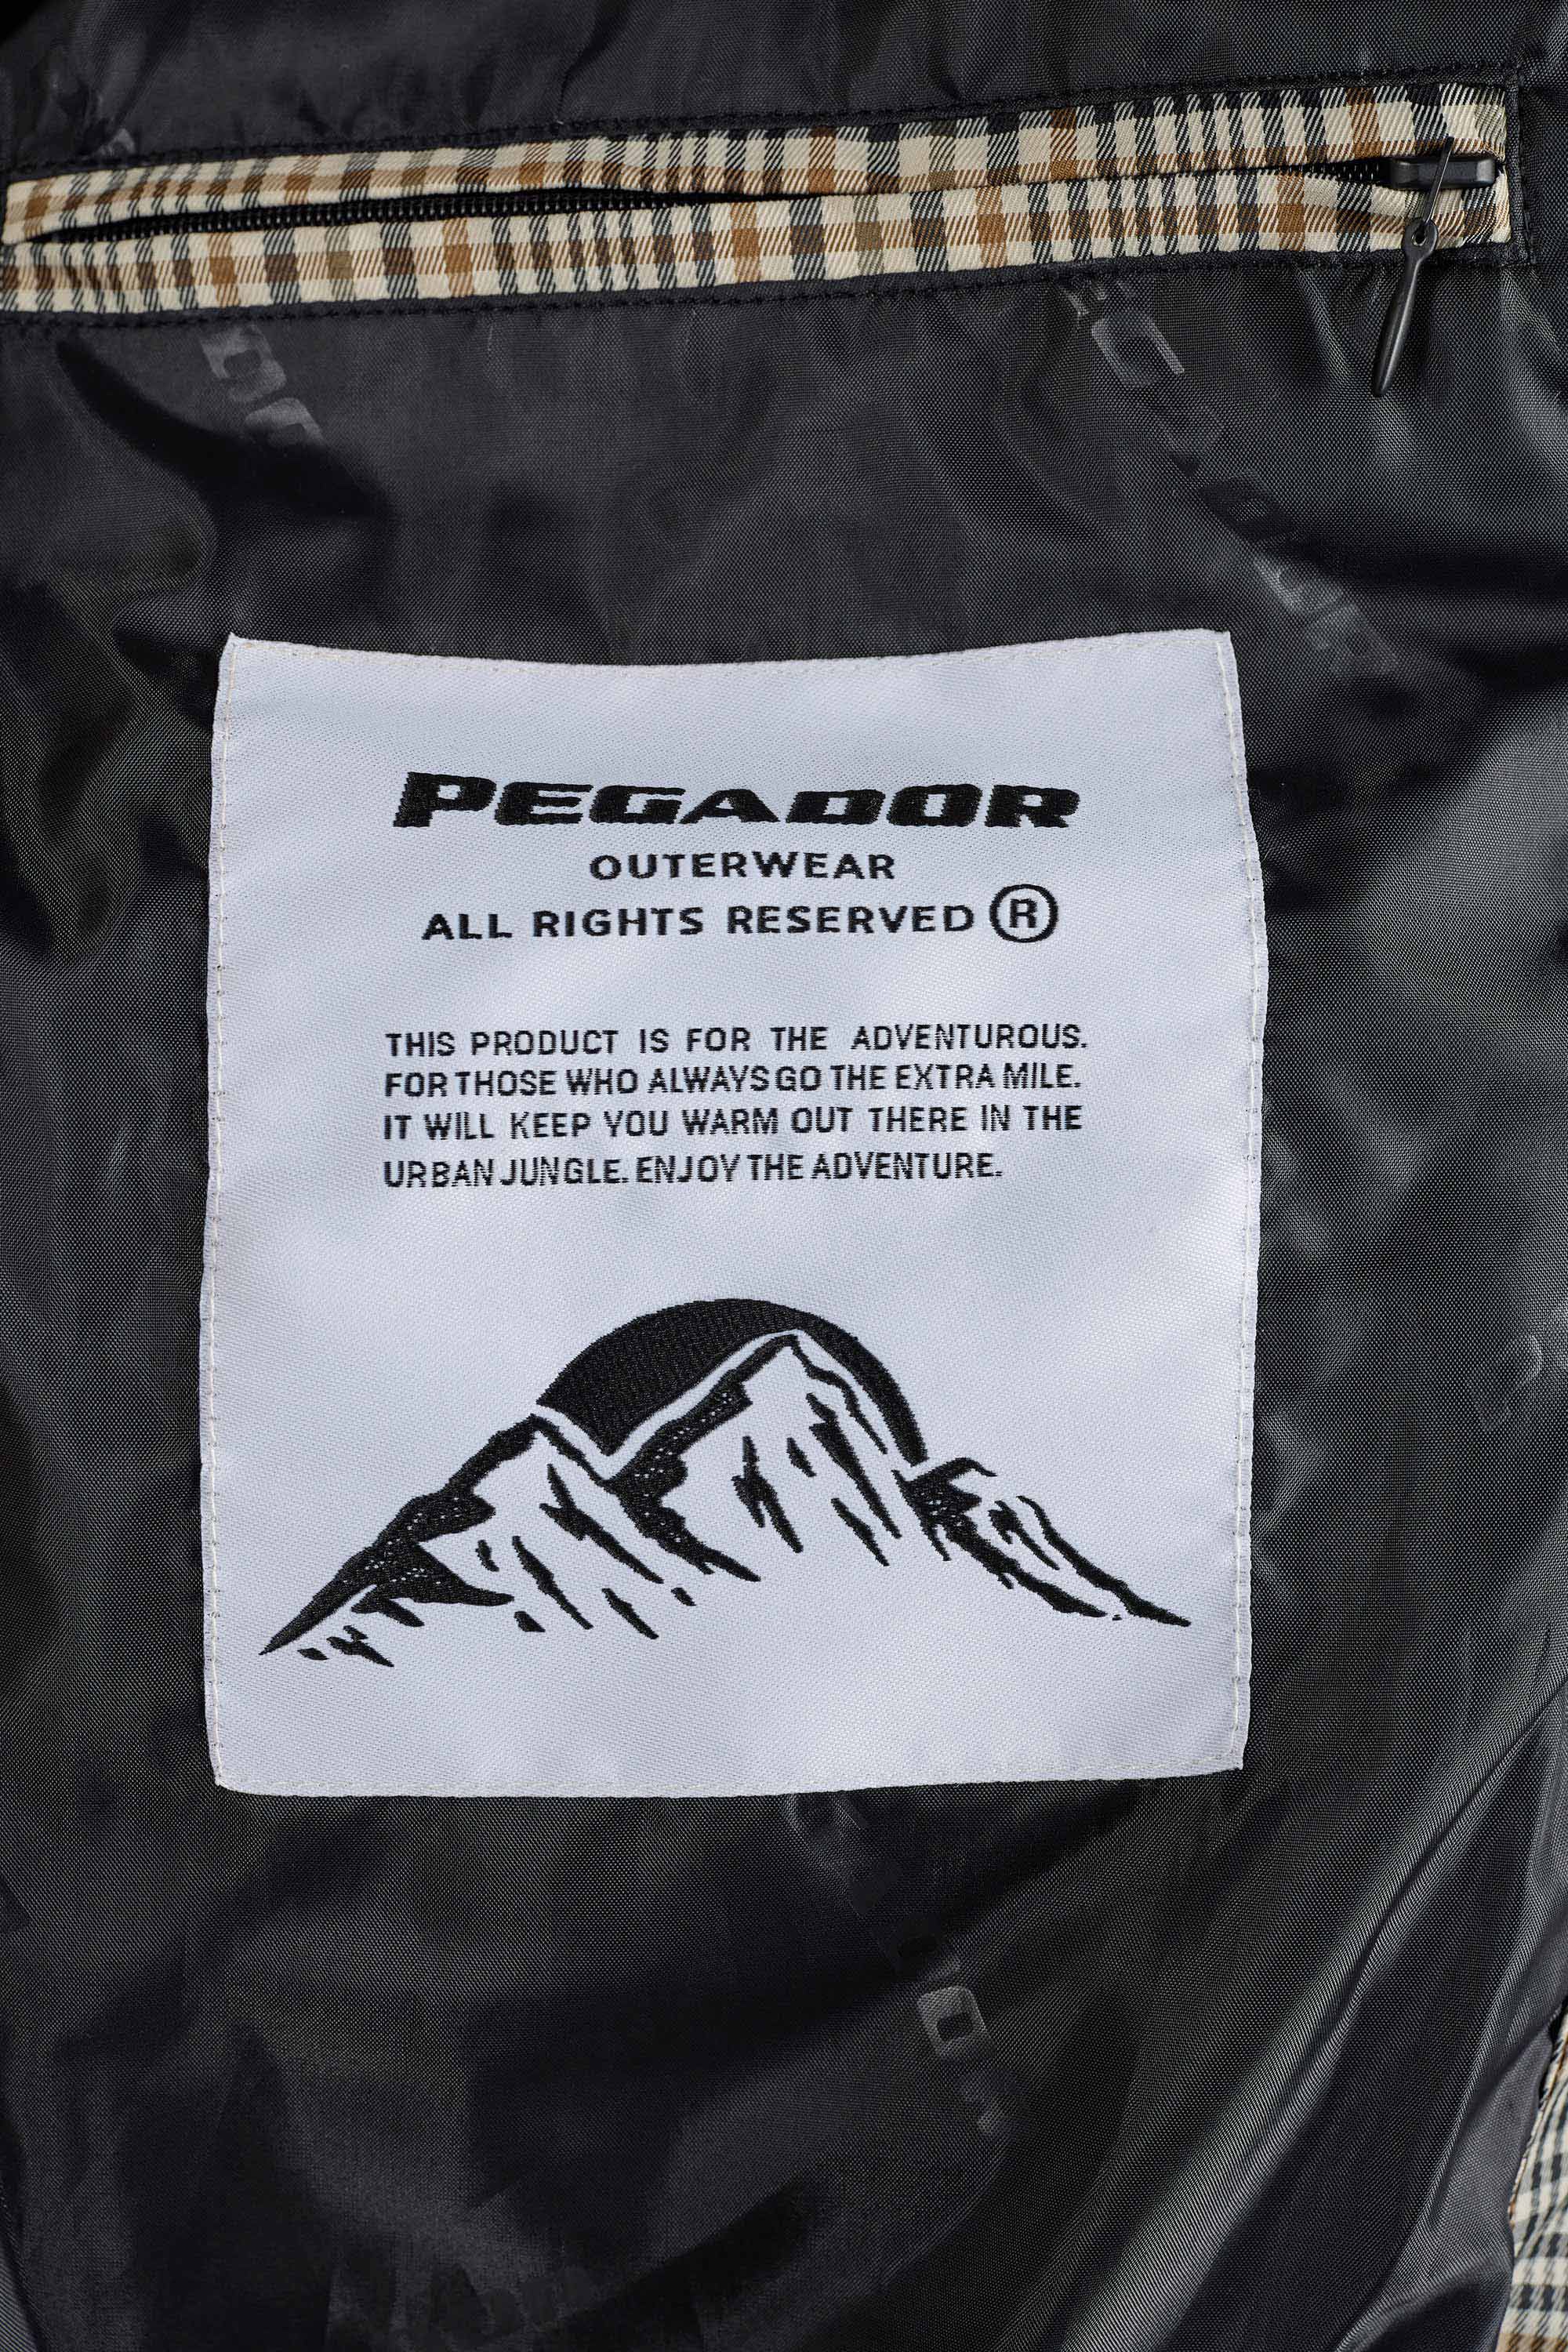 PEGADOR
OUTERWEAR
ALL RIGHTS RESERVED ®
THIS PRODUCT IS FOR THE ADVENTUROUS.
FOR THOSE WHO ALWAYS GO THE EXTRA MILE.
IT WILL KEEP YOU WARM OUT THERE IN THE
URBAN JUNGLE. ENJOY THE ADVENTURE.